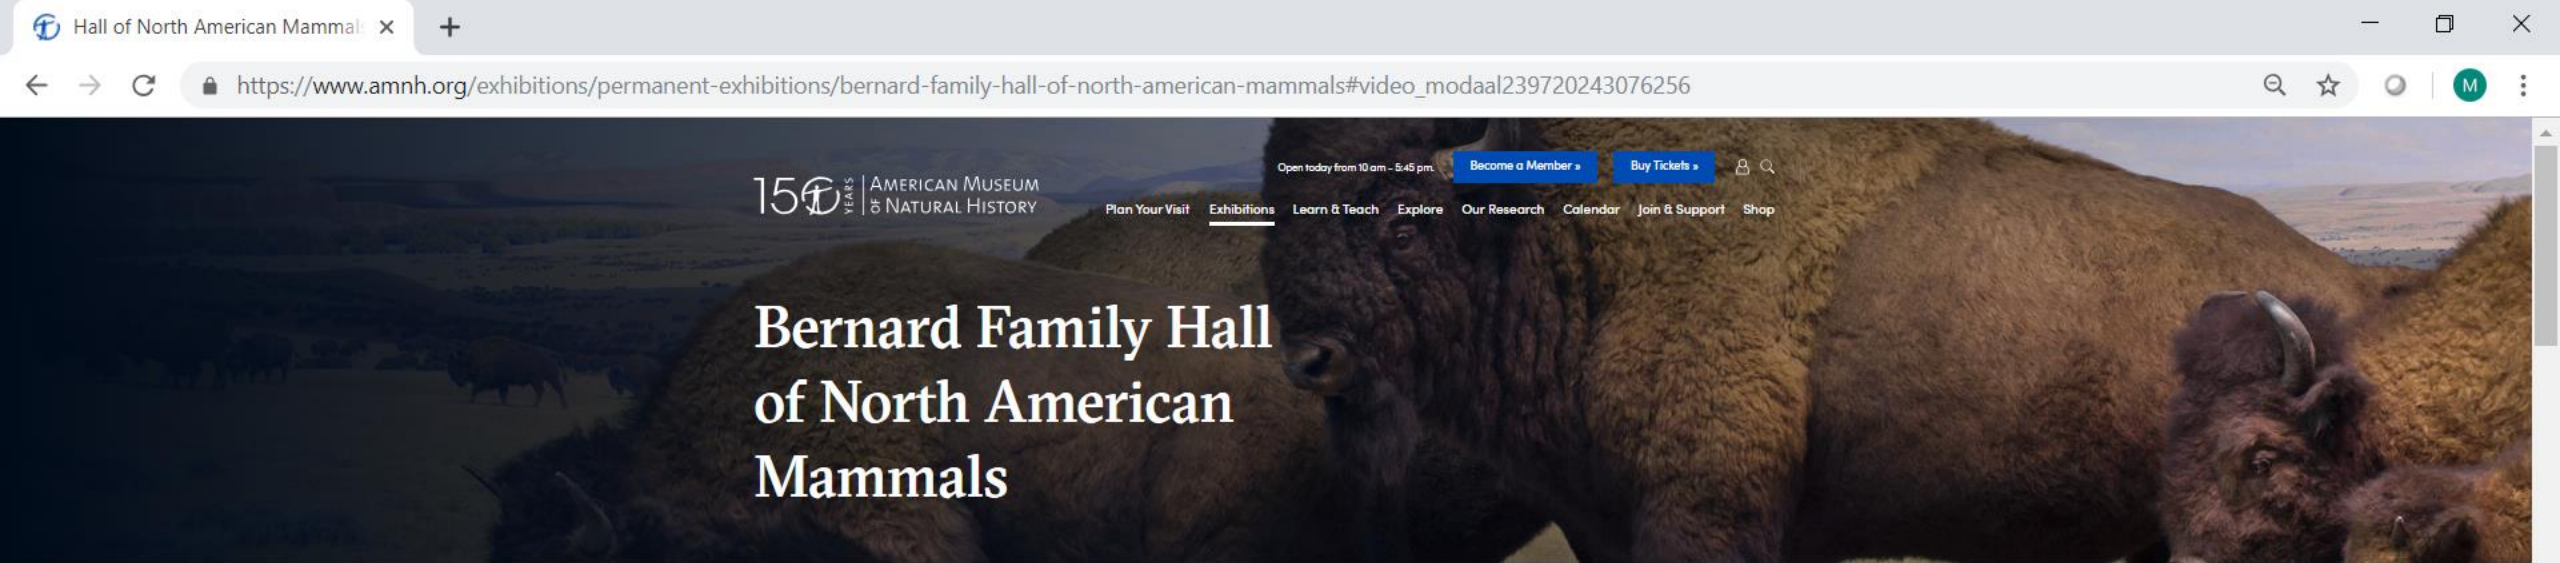 Hall of North American Mammals
https://www.amnh.org/exhibitions/permanent-exhibitions/bernard-family-hall-of-north-american-mammals#video_modaal239720243076256
M
Open today from 10 am - 5:45 pm.
Become a Member »
Buy Tickets »
150 YEARS
AMERICAN MUSEUM
OF NATURAL HISTORY
Plan Your Visit Exhibitions Learn & Teach Explore Our Research Calendar Join & Support Shop
Bernard Family Hall
of North American
Mammals